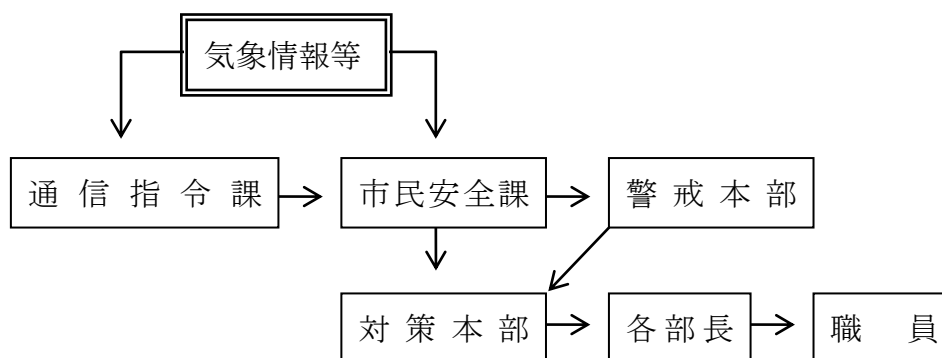 気象情報等
通信指令課
市民安全課
警戒本部
対策本部
各部長
職員